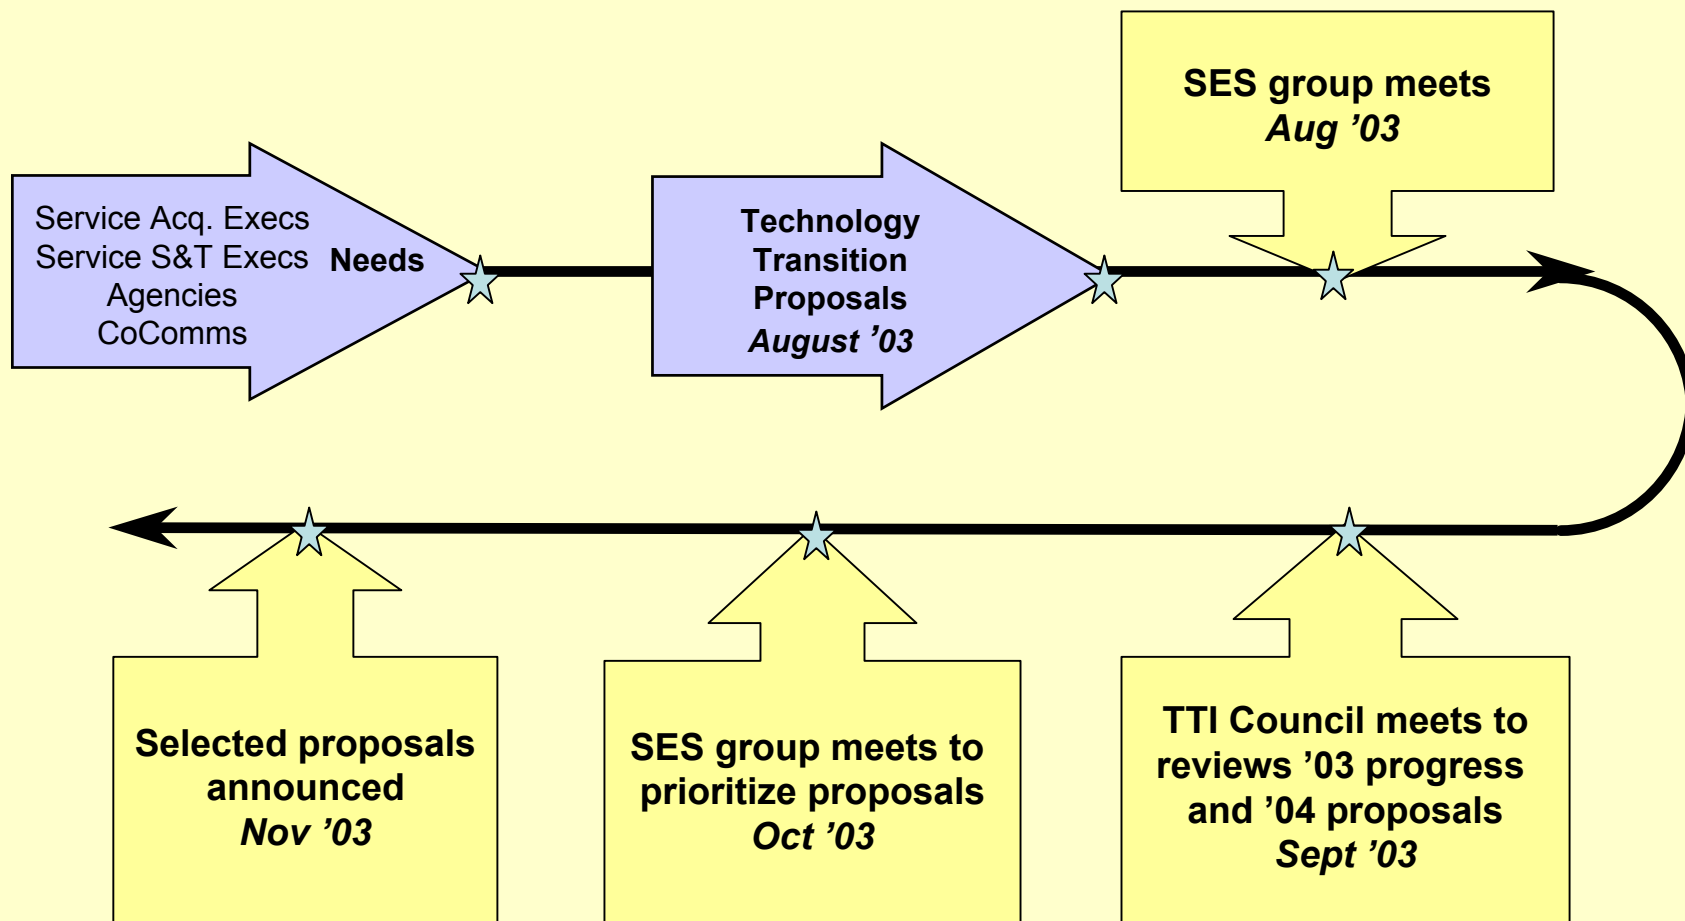 Service Acq. Execs
Service S&T Execs
Agencies
CoComms
Needs
Technology
Transition
Proposals
August ’03
SES group meets
Aug ’03
TTI Council meets to
reviews ’03 progress
and ’04 proposals
Sept ’03
SES group meets to
prioritize proposals
Oct ’03
Selected proposals
announced
Nov ’03